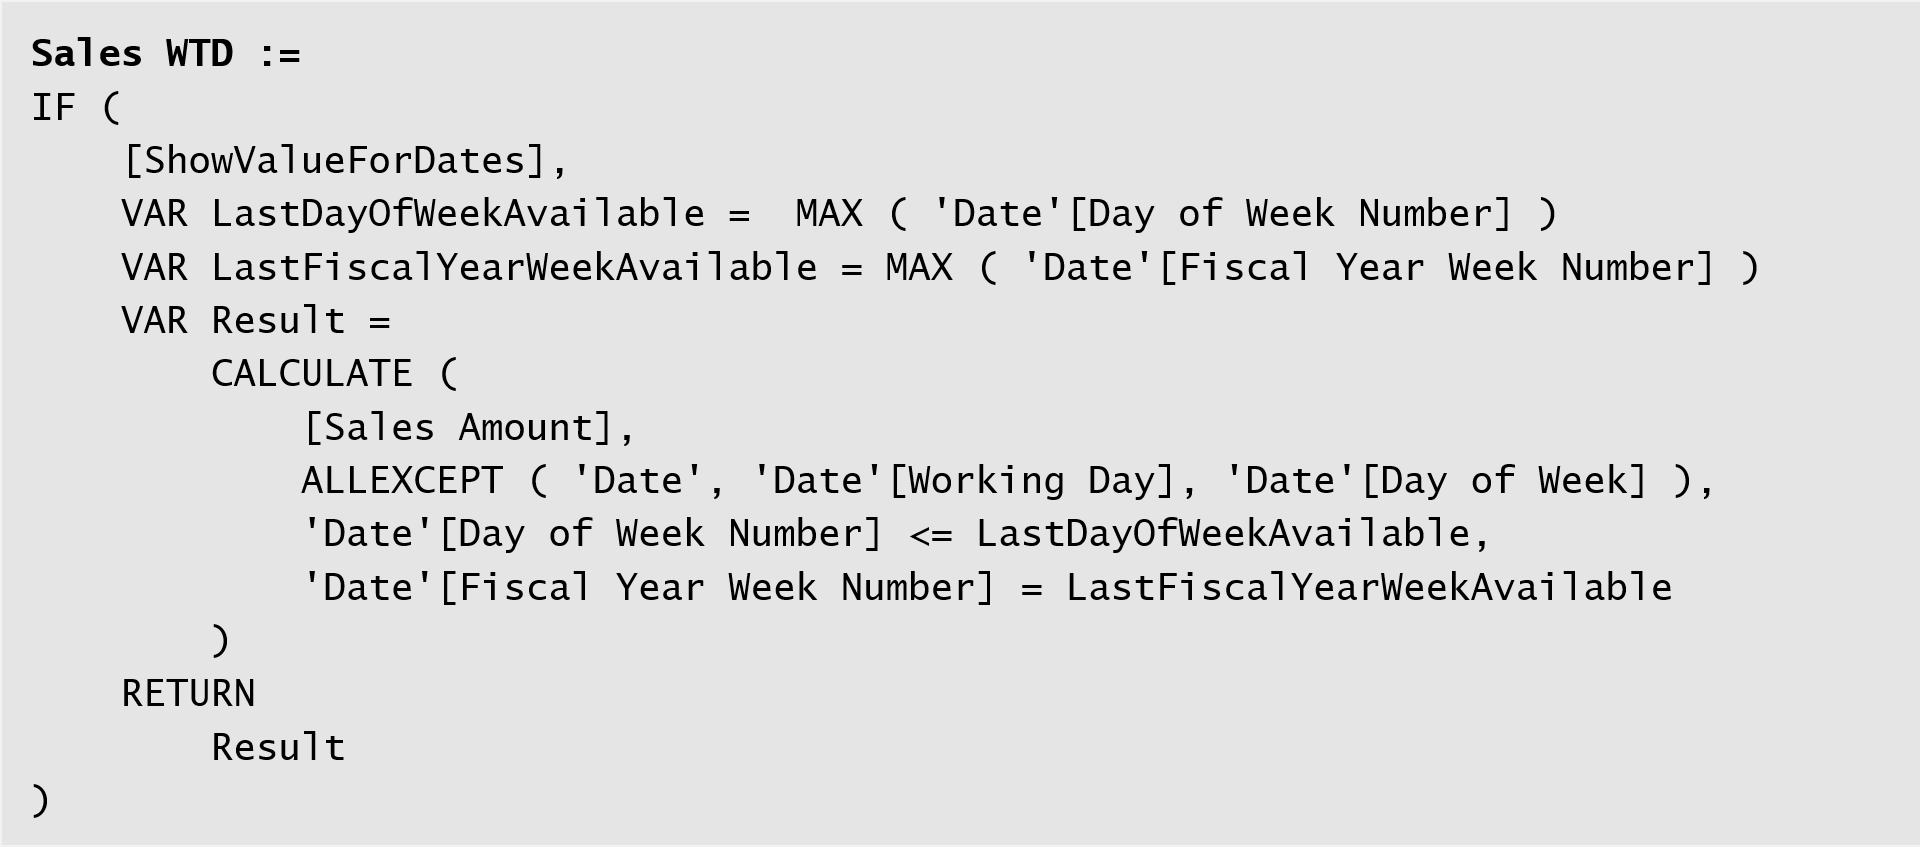 Sales WTD :=
IF (
    [ShowValueForDates],
    VAR LastDayOfWeekAvailable =  MAX ( 'Date'[Day of Week Number] )
    VAR LastFiscalYearWeekAvailable = MAX ( 'Date'[Fiscal Year Week Number] )
    VAR Result =
        CALCULATE (
            [Sales Amount],
            ALLEXCEPT ( 'Date', 'Date'[Working Day], 'Date'[Day of Week] ),
            'Date'[Day of Week Number] <= LastDayOfWeekAvailable,
            'Date'[Fiscal Year Week Number] = LastFiscalYearWeekAvailable
        )
    RETURN
        Result
)